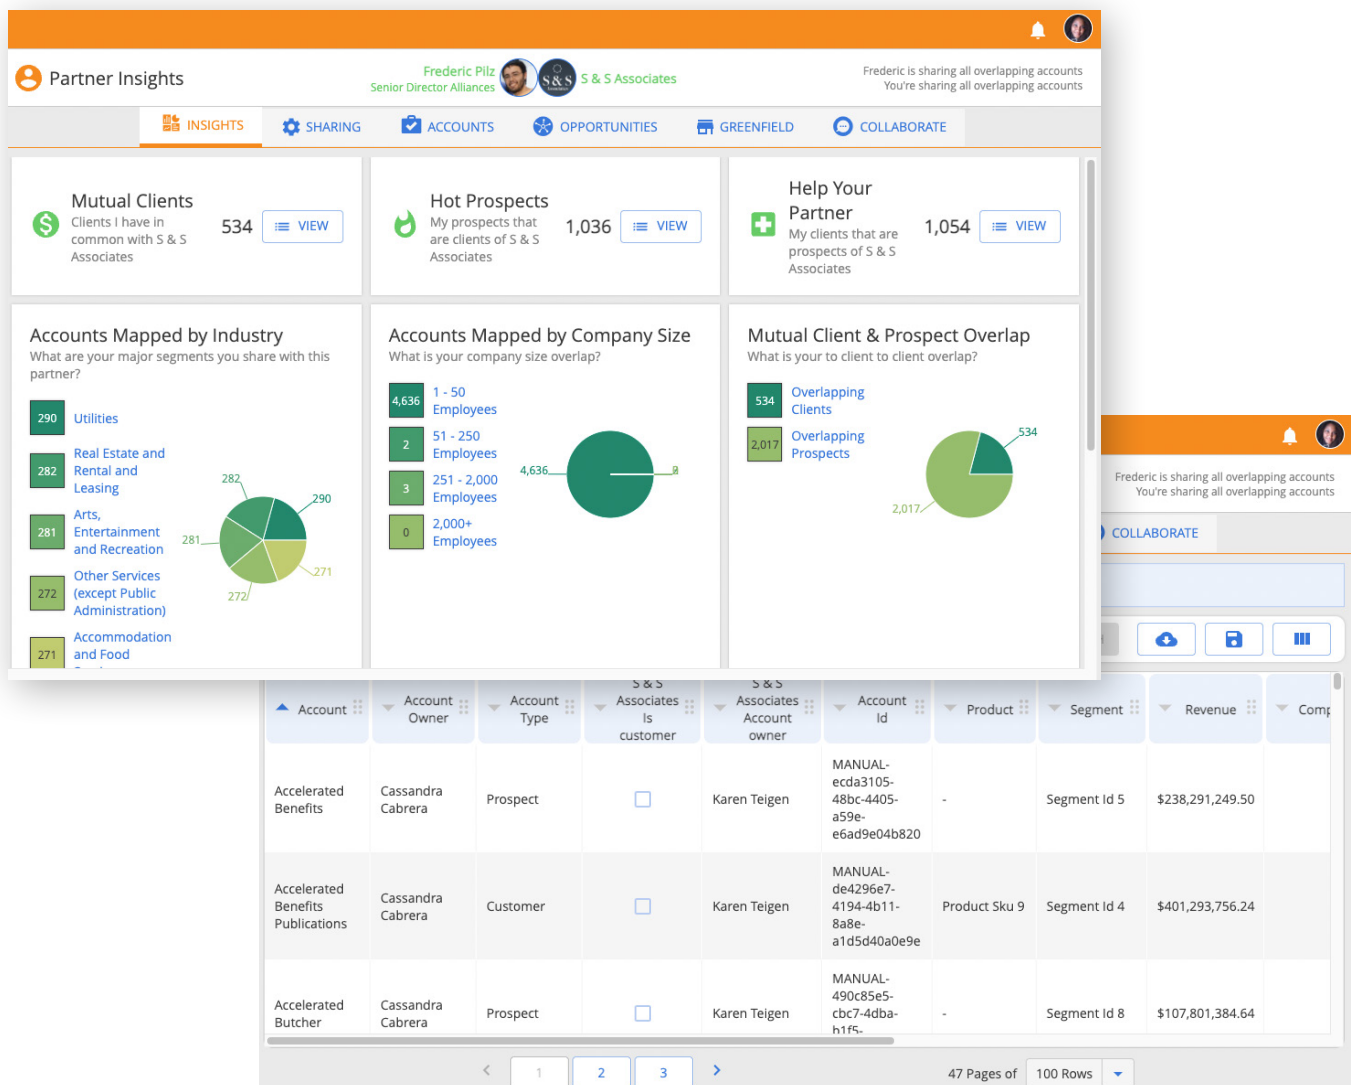 Partner Insights
Frederic Pilz
Senior Director Alliances
S & S
S & S Associates
Frederic is sharing all overlapping accounts
You're sharing all overlapping accounts
INSIGHTS
SHARING
ACCOUNTS
OPPORTUNITIES
GREENFIELD
COLLABORATE
Mutual Clients
Clients I have in
common with S & S
Associates
534
VIEW
Hot Prospects
My prospects that
are clients of S & S
Associates
1,036
VIEW
Help Your
Partner
My clients that are
prospects of S & S
Associates
1,054
VIEW
Accounts Mapped by Industry
What are your major segments you share with this
partner?
290
Utilities
282
Real Estate and
Rental and
Leasing
281
Arts,
Entertainment
and Recreation
272
Other Services
(except Public
Administration)
271
Accommodation
and Food
282
290
281
271
272
Accounts Mapped by Company Size
What is your company size overlap?
4,636
1 - 50
Employees
2
51 - 250
Employees
3
251 - 2,000
Employees
0
2,000+
Employees
4,636
Mutual Client & Prospect Overlap
What is your to client to client overlap?
534
Overlapping
Clients
2,017
Overlapping
Prospects
534
2,017
Frederic is sharing all overlapping accounts
You're sharing all overlapping accounts
COLLABORATE
Account
Account
Owner
Account
Type
S & S
Associates
Is
customer
S & S
Associates
Account
owner
Account
Id
Product
Segment
Revenue
Comp
Accelerated
Benefits
Cassandra
Cabrera
Prospect
Karen Teigen
MANUAL-
ecda3105-
48bc-4405-
a59e-
e6ad9e04b820
-
Segment Id 5
$238,291,249.50
Accelerated
Benefits
Publications
Cassandra
Cabrera
Customer
Karen Teigen
MANUAL-
de4296e7-
4194-4b11-
8a8e-
a1d5d40a0e9e
Product Sku 9
Segment Id 4
$401,293,756.24
Accelerated
Butcher
Cassandra
Cabrera
Prospect
Karen Teigen
MANUAL-
490c85e5-
cbc7-4dba-
b1f5-
-
Segment Id 8
$107,801,384.64
1
2
3
47 Pages of
100 Rows